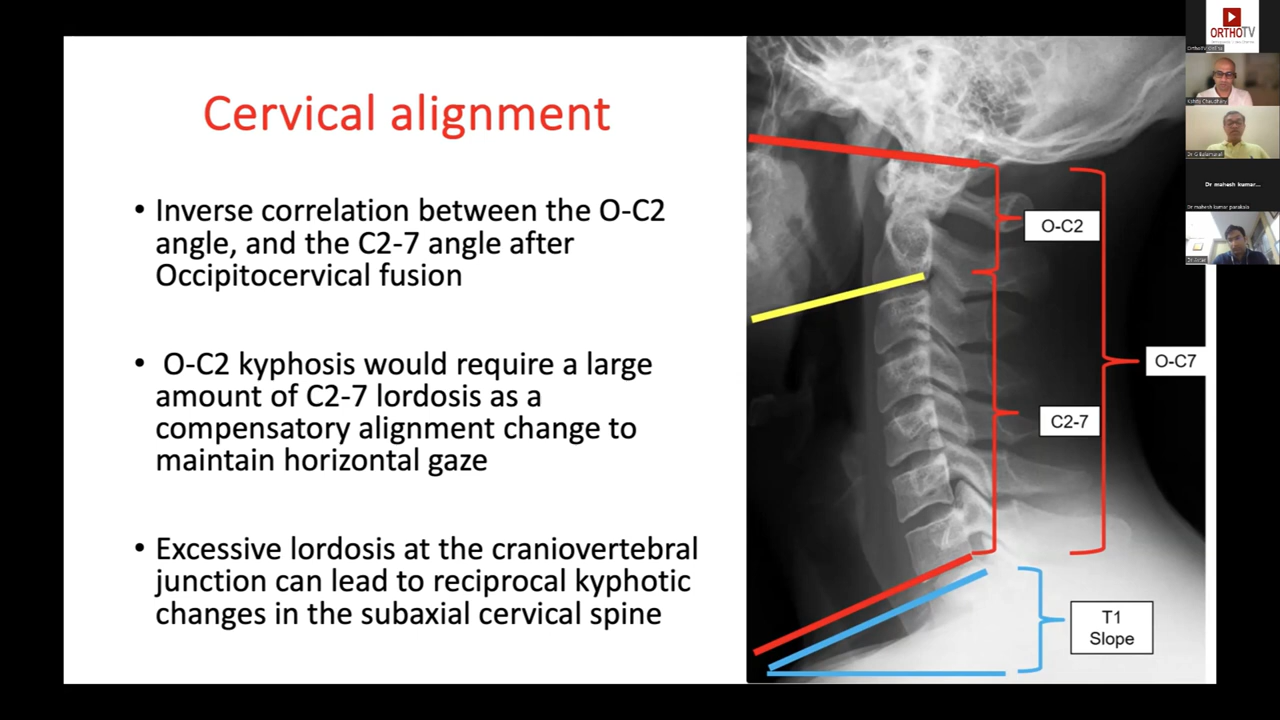 Cervical alignment
• Inverse correlation between the O-C2
angle, and the C2-7 angle after
Occipitocervical fusion
• O-C2 kyphosis would require a large
amount of C2-7 lordosis as a
compensatory alignment change to
maintain horizontal gaze
• Excessive lordosis at the craniovertebral
junction can lead to reciprocal kyphotic
changes in the subaxial cervical spine
O-C2
O-C7
C2-7
T1
Slope
ORTHOTV
Dr mahesh kumar...